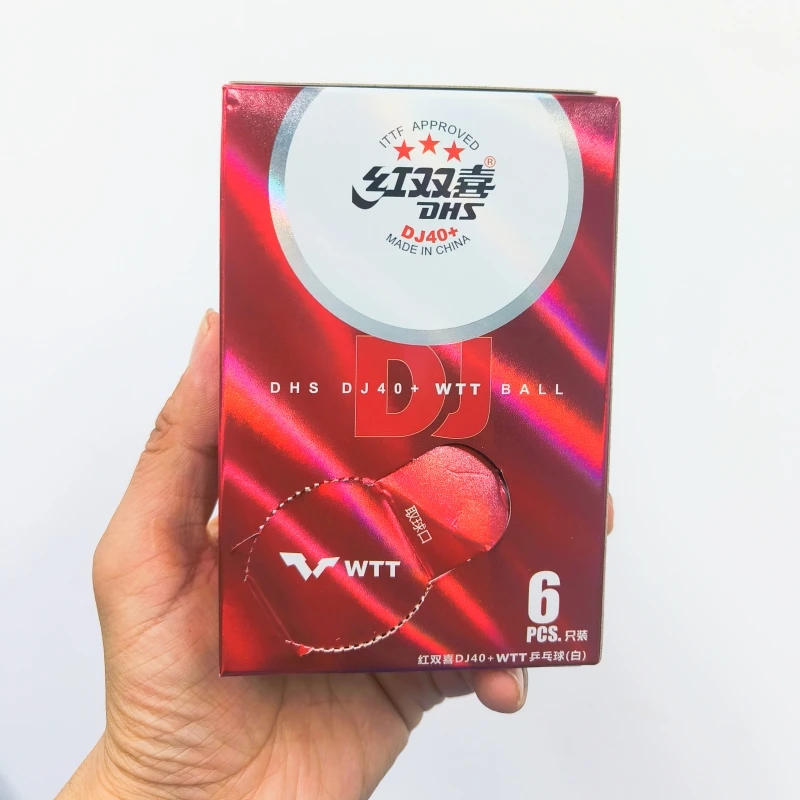 ITTF APPROVED
红双喜®
DHS
DJ40+
MADE IN CHINA
DJ
DHS DJ40+ WTT BALL
取球口
WTT
6
PCS. 只装
红双喜DJ40+WTT乒乓球(白)